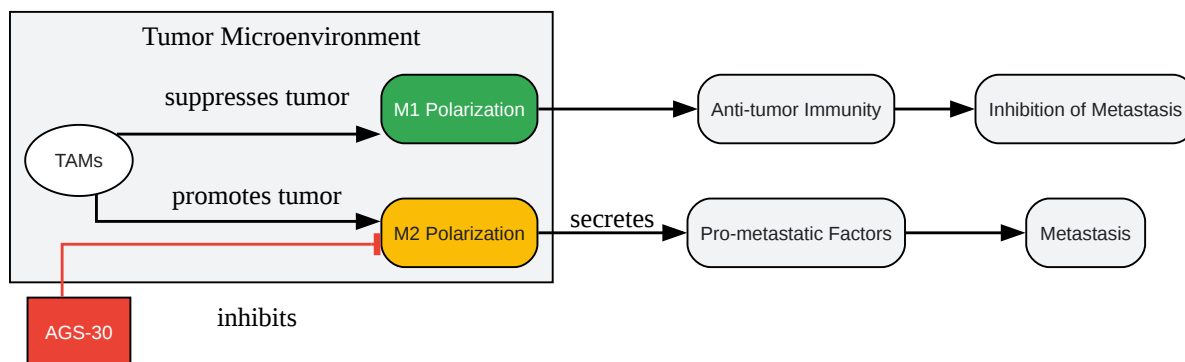 Tumor Microenvironment
suppresses tumor
M1 Polarization
Anti-tumor Immunity
Inhibition of Metastasis
TAMs
promotes tumor
M2 Polarization
secretes
Pro-metastatic Factors
Metastasis
AGS-30
inhibits